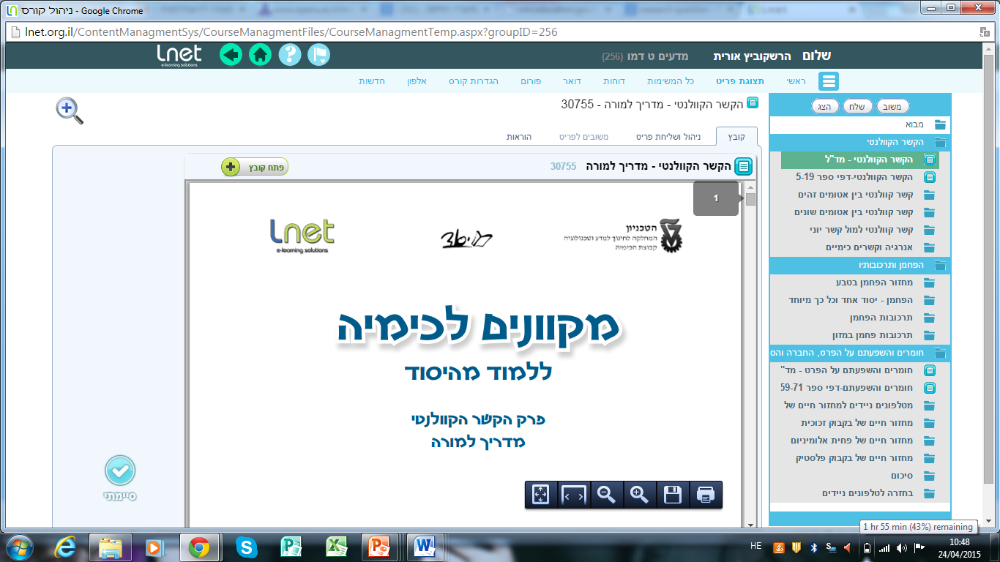 ניהול קורס - Google Chrome
lnet.org.il/ContentManagmentSys/CourseManagmentFiles/CourseManagmentTemp.aspx?groupID=256
שלום הרשקוביץ אורית מדעים ט דמו (256)
Lnet
e-learning solutions
ראשי תצוגת פריט כל המשימות דוחות דואר פורום הגדרות קורס אלפון חדשות
משוב שלח הצג
מבוא
הקשר הקוולנטי
הקשר הקוולנטי - מד"ל
הקשר הקוולנטי-דפי ספר 5-19
קשר קוולנטי בין אטומים זהים
קשר קוולנטי בין אטומים שונים
קשר קוולנטי למול קשר יוני
אנרגיה וקשרים כימיים
הפחמן ותרכובותיו
מחזור הפחמן בטבע
הפחמן - יסוד אחד וכל כך מיוחד
תרכובות הפחמן
תרכובות פחמן במזון
חומרים והשפעתם על הפרט, החברה והס
חומרים והשפעתם על הפרט - מד"
חומרים והשפעתם-דפי ספר 59-71
מטלפונים ניידים למחזור חיים של
מחזור חיים של בקבוק זכוכית
מחזור חיים של פחית אלומיניום
מחזור חיים של בקבוק פלסטיק
סיכום
בחזרה לטלפונים ניידים
הקשר הקוולנטי - מדריך למורה - 30755
קובץ ניהול ושליחת פריט משובים לפריט הוראות
הקשר הקוולנטי - מדריך למורה 30755
פתח קובץ
1
הטכניון
המחלקה לחינוך למדע וטכנולוגיה
קבוצת הכימיה
Lnet
e-learning solutions
מקוונים לכימיה
ללמוד מהיסוד
פרק הקשר הקוולנטי
מדריך למורה
סיימתי
1 hr 55 min (43%) remaining
HE
10:48
24/04/2015